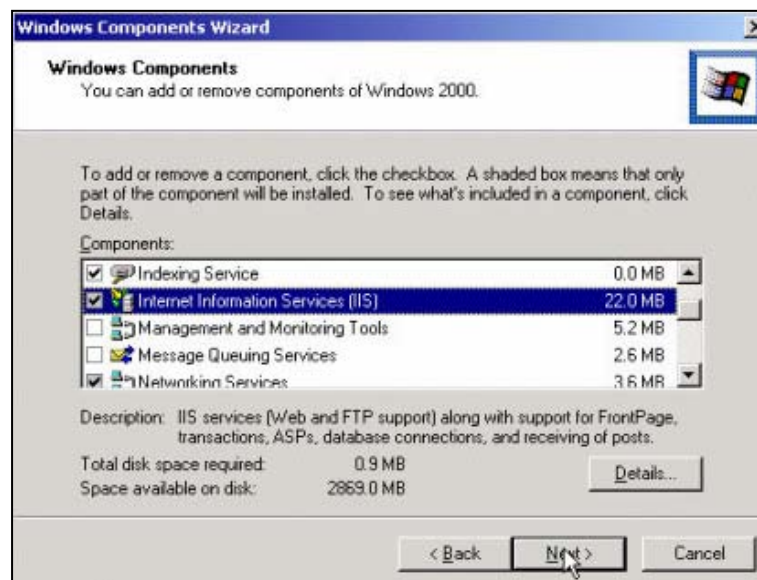 Windows Components Wizard
Windows Components
You can add or remove components of Windows 2000.
To add or remove a component, click the checkbox. A shaded box means that only
part of the component will be installed. To see what's included in a component, click
Details.
Components:
Indexing Service 0.0 MB
Internet Information Services (IIS) 22.0 MB
Management and Monitoring Tools 5.2 MB
Message Queuing Services 2.6 MB
Networking Services 3.6 MB
Description: IIS services (Web and FTP support) along with support for FrontPage,
transactions, ASPs, database connections, and receiving of posts.
Total disk space required: 0.9 MB
Space available on disk: 2869.0 MB
Details...
< Back Next > Cancel